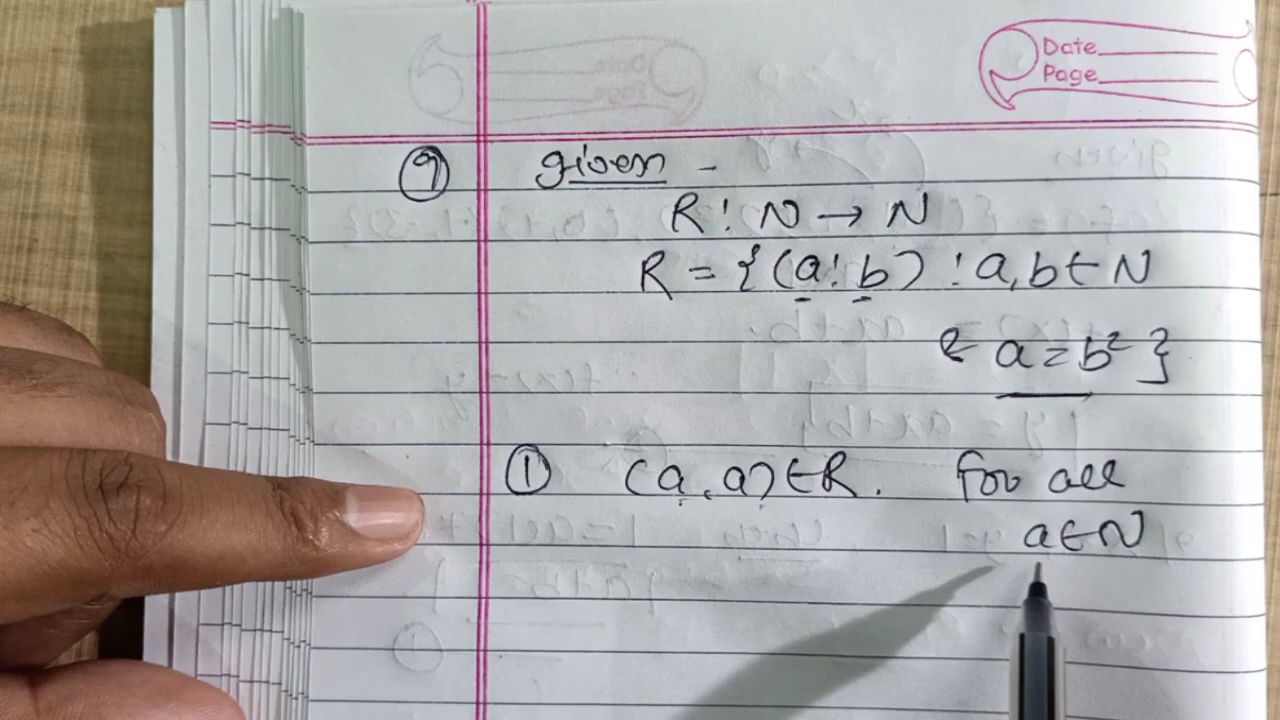 Date
Page
9 given -
R : N → N
R = {(a : b) : a, b ∈ N
& a = b² }
① (a, a) ∈ R. for all
a ∈ N